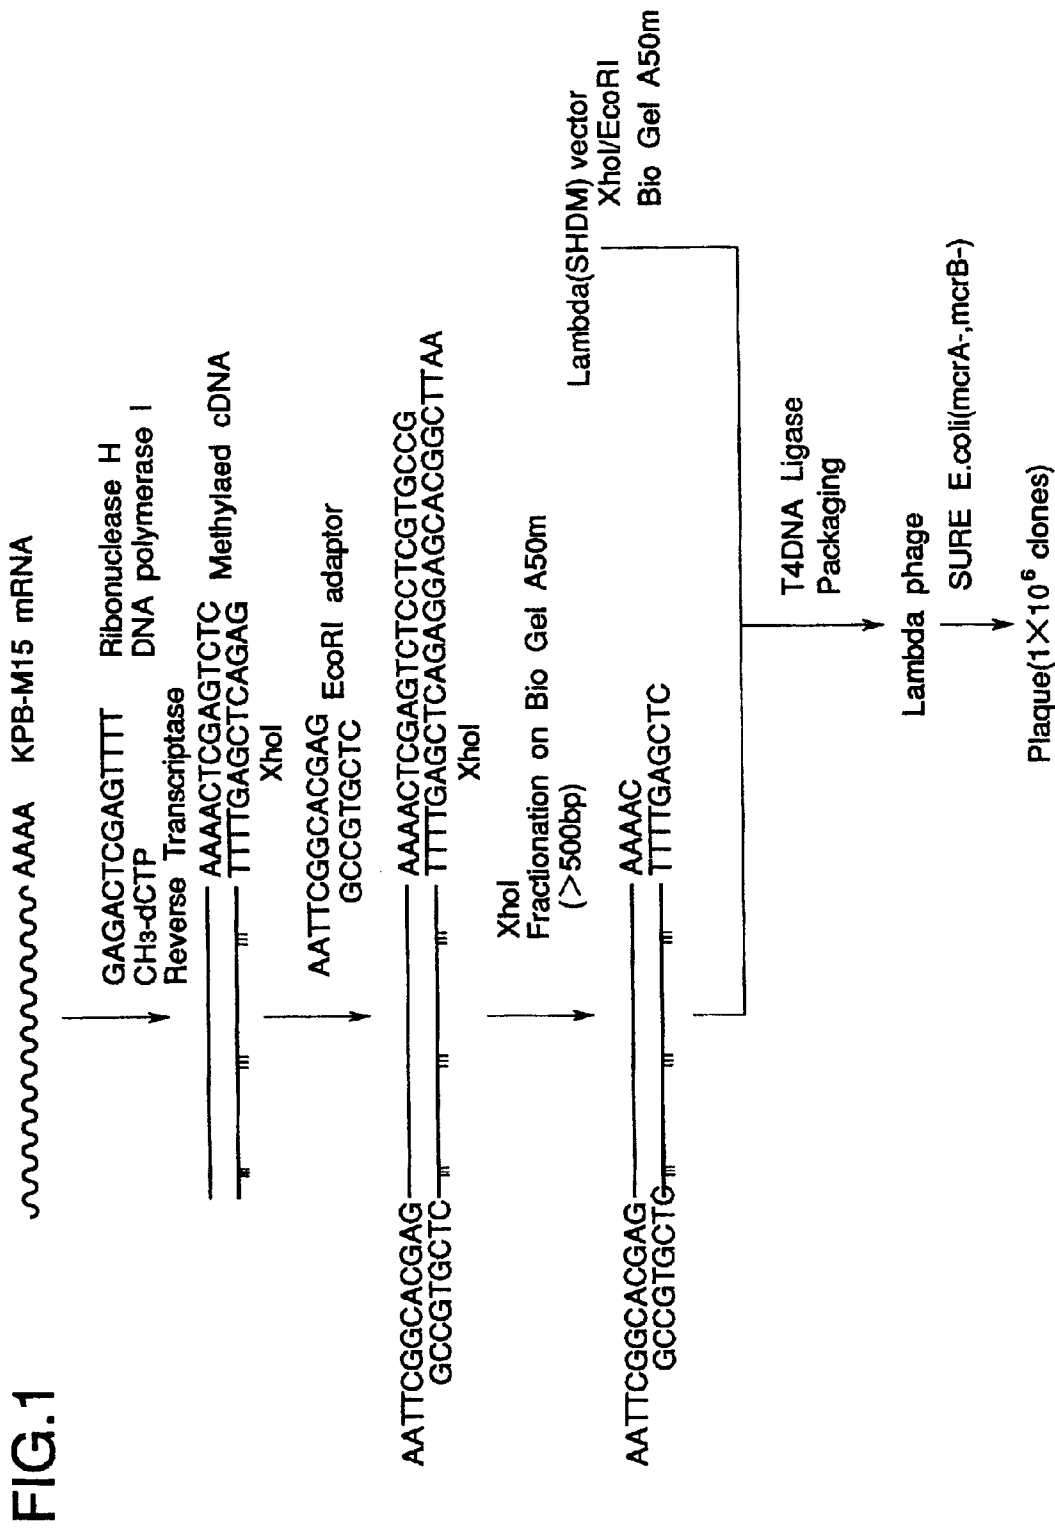 FIG.1
AAAA KPB-M15 mRNA
GAGACTCGAGTTTT Ribonuclease H
CH3-dCTP DNA polymerase I
Reverse Transcriptase
AAAACTCGAGTCTC Methylaed cDNA
TTTTGAGCTCAGAG
XhoI
AATTCGGCACGAG EcoRI adaptor
GCCGTGCTC
AATTCGGCACGAG AAAACTCGAGTCTCCTCGTGCCG
GCCGTGCTC TTTTGAGCTCAGAGGAGCACGGCTTAA
XhoI
XhoI
Fractionation on Bio Gel A50m
(>500bp)
Lambda(SHDM) vector
XhoI/EcoRI
Bio Gel A50m
AATTCGGCACGAG AAAAC
GCCGTGCTC TTTTGAGCTC
T4DNA Ligase
Packaging
Lambda phage
SURE E.coli(mcrA-,mcrB-)
Plaque(1×10⁶ clones)